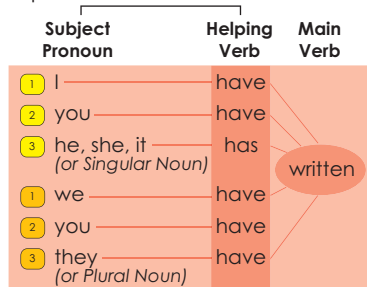 Subject Helping Main
Pronoun Verb Verb
1 I have
2 you have
3 he, she, it has
(or Singular Noun)
written
1 we have
2 you have
3 they have
(or Plural Noun)